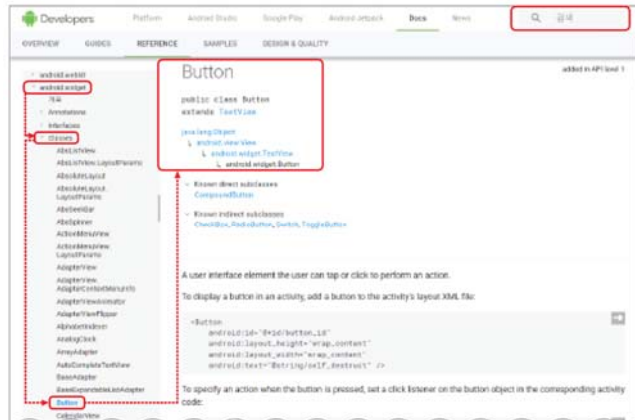 Developers
Platform
Android Studio
Google Play
Android Jetpack
Docs
News
검색
OVERVIEW
GUIDES
REFERENCE
SAMPLES
DESIGN & QUALITY
android.webkit
android.widget
개요
Annotations
Interfaces
Classes
AbsListView
AbsListView.LayoutParams
AbsoluteLayout
AbsoluteLayout.
LayoutParams
AbsSeekBar
AbsSpinner
ActionMenuView
ActionMenuView.
LayoutParams
AdapterView
AdapterView.
AdapterContextMenuInfo
AdapterViewAnimator
AdapterViewFlipper
AlphabetIndexer
AnalogClock
ArrayAdapter
AutoCompleteTextView
BaseAdapter
BaseExpandableListAdapter
Button
CalendarView
Button
added in API level 1
public class Button
extends TextView
java.lang.Object
↳ android.view.View
↳ android.widget.TextView
↳ android.widget.Button
Known direct subclasses
CompoundButton
Known indirect subclasses
CheckBox, RadioButton, Switch, ToggleButton
A user interface element the user can tap or click to perform an action.
To display a button in an activity, add a button to the activity's layout XML file:
<Button
android:id="@+id/button_id"
android:layout_height="wrap_content"
android:layout_width="wrap_content"
android:text="@string/self_destruct" />
To specify an action when the button is pressed, set a click listener on the button object in the corresponding activity
code: